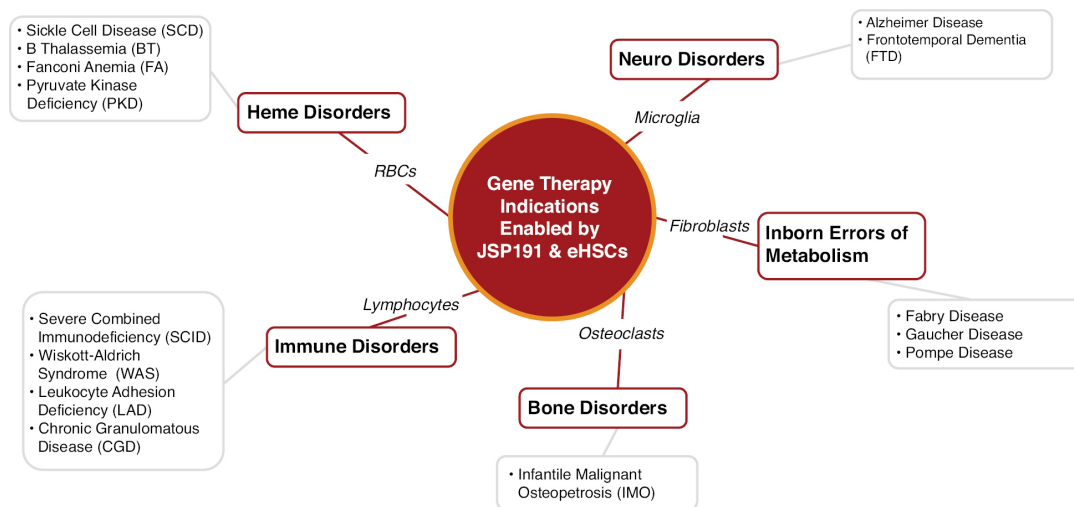 • Sickle Cell Disease (SCD)
• B Thalassemia (BT)
• Fanconi Anemia (FA)
• Pyruvate Kinase
Deficiency (PKD)
Heme Disorders
RBCs
Neuro Disorders
Microglia
• Alzheimer Disease
• Frontotemporal Dementia
(FTD)
Gene Therapy
Indications
Enabled by
JSP191 & eHSCs
Fibroblasts
Inborn Errors of
Metabolism
• Fabry Disease
• Gaucher Disease
• Pompe Disease
Lymphocytes
Immune Disorders
• Severe Combined
Immunodeficiency (SCID)
• Wiskott-Aldrich
Syndrome (WAS)
• Leukocyte Adhesion
Deficiency (LAD)
• Chronic Granulomatous
Disease (CGD)
Osteoclasts
Bone Disorders
• Infantile Malignant
Osteopetrosis (IMO)